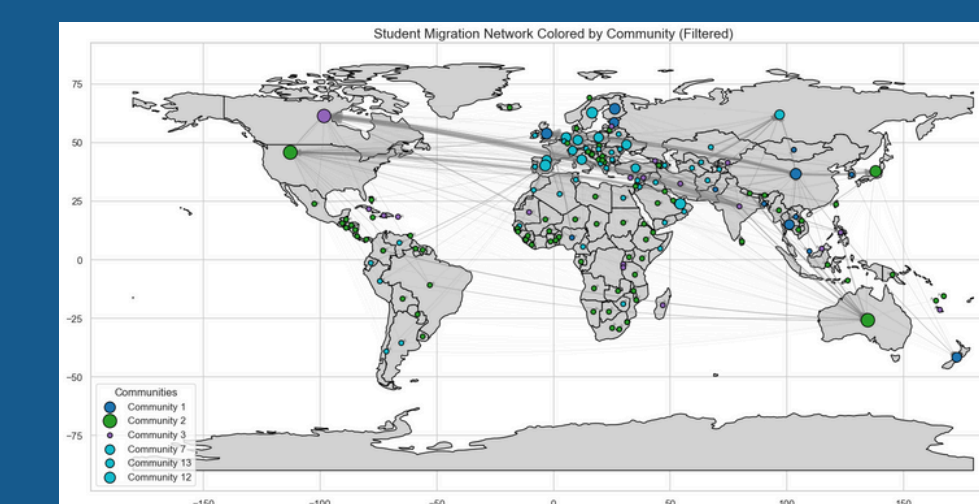 Student Migration Network Colored by Community (Filtered)
75
50
25
0
−25
−50
−75
Communities
Community 1
Community 2
Community 3
Community 7
Community 13
Community 12
−150
−100
−50
0
50
100
150